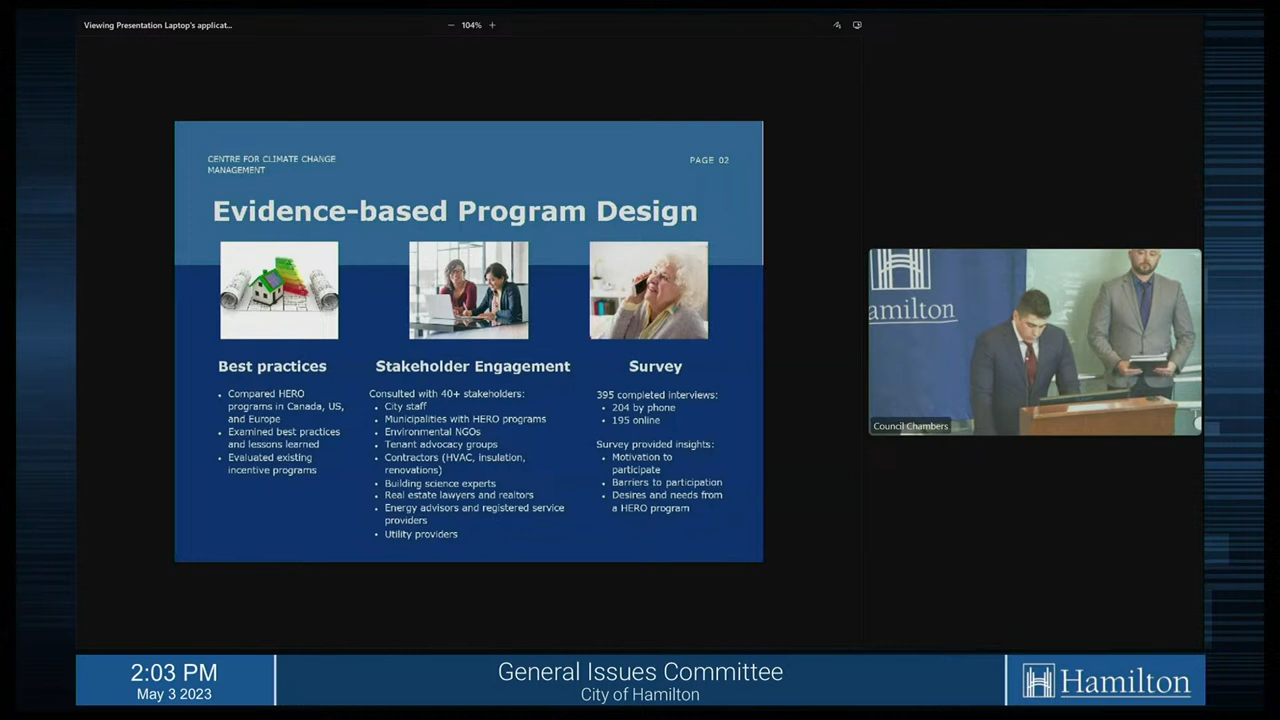 Viewing Presentation Laptop's applicat...
104%
CENTRE FOR CLIMATE CHANGE
MANAGEMENT
PAGE 02
Evidence-based Program Design
Best practices
• Compared HERO
programs in Canada, US,
and Europe
• Examined best practices
and lessons learned
• Evaluated existing
incentive programs
Stakeholder Engagement
Consulted with 40+ stakeholders:
• City staff
• Municipalities with HERO programs
• Environmental NGOs
• Tenant advocacy groups
• Contractors (HVAC, insulation,
renovations)
• Building science experts
• Real estate lawyers and realtors
• Energy advisors and registered service
providers
• Utility providers
Survey
395 completed interviews:
• 204 by phone
• 195 online
Survey provided insights:
• Motivation to
participate
• Barriers to participation
• Desires and needs from
a HERO program
amilton
Hamilton
Council Chambers
2:03 PM
May 3 2023
General Issues Committee
City of Hamilton
Hamilton